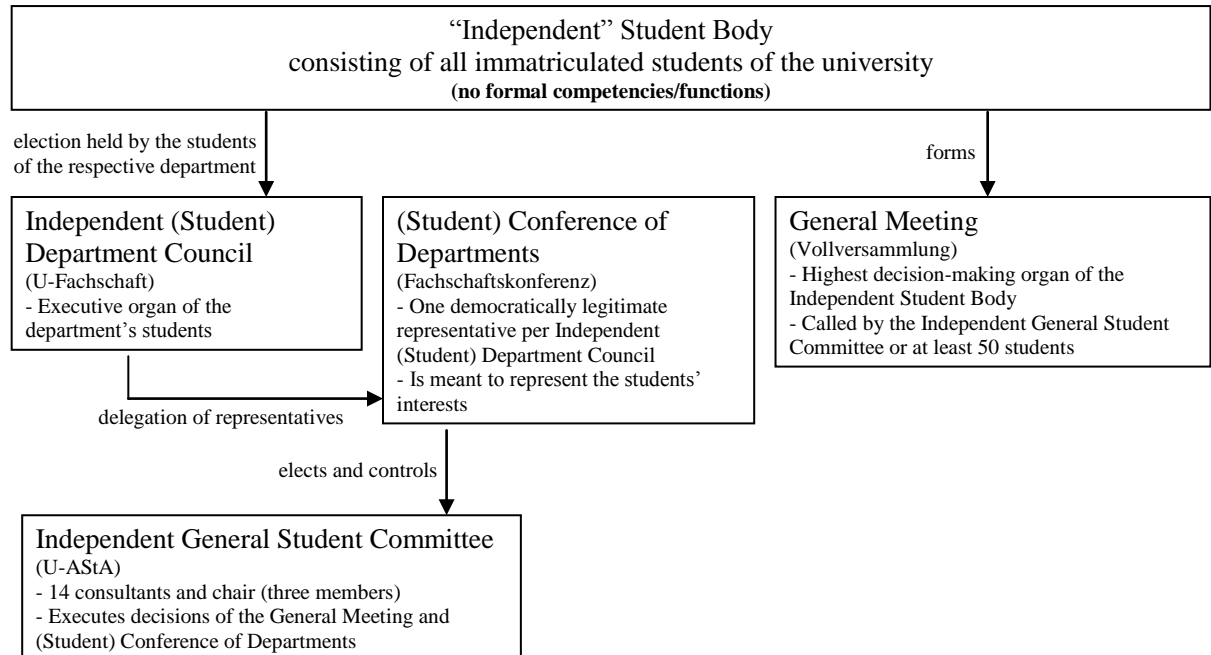 “Independent” Student Body
consisting of all immatriculated students of the university
(no formal competencies/functions)
election held by the students
of the respective department
forms
Independent (Student)
Department Council
(U-Fachschaft)
- Executive organ of the
department’s students
(Student) Conference of
Departments
(Fachschaftskonferenz)
- One democratically legitimate
representative per Independent
(Student) Department Council
- Is meant to represent the students’
interests
General Meeting
(Vollversammlung)
- Highest decision-making organ of the
Independent Student Body
- Called by the Independent General Student
Committee or at least 50 students
delegation of representatives
elects and controls
Independent General Student Committee
(U-AStA)
- 14 consultants and chair (three members)
- Executes decisions of the General Meeting and
(Student) Conference of Departments